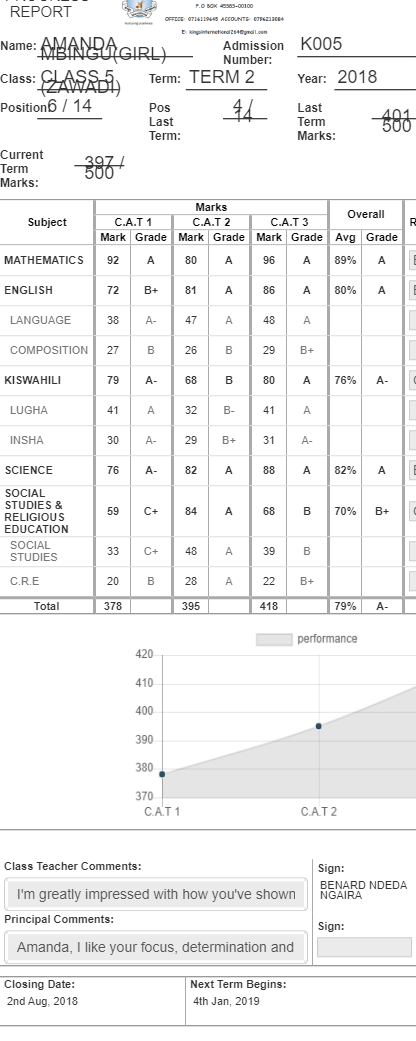 PROGRESS
REPORT
P.O BOX 45383-00100
OFFICE: 0716119645 ACCOUNTS: 0796213084
E: kingsinternational264@gmail.com
Name: AMANDA MBINGU(GIRL) Admission Number: K005
Class: CLASS 5 (ZAWADI) Term: TERM 2 Year: 2018
Position: 6 / 14 Pos Last Term: 4 / 14 Last Term Marks: 401 500
Current Term Marks: 397 / 500
Subject Marks Overall R
C.A.T 1 C.A.T 2 C.A.T 3
Mark Grade Mark Grade Mark Grade Avg Grade
MATHEMATICS 92 A 80 A 96 A 89% A
ENGLISH 72 B+ 81 A 86 A 80% A
LANGUAGE 38 A- 47 A 48 A
COMPOSITION 27 B 26 B 29 B+
KISWAHILI 79 A- 68 B 80 A 76% A-
LUGHA 41 A 32 B- 41 A
INSHA 30 A- 29 B+ 31 A-
SCIENCE 76 A- 82 A 88 A 82% A
SOCIAL STUDIES & RELIGIOUS EDUCATION 59 C+ 84 A 68 B 70% B+
SOCIAL STUDIES 33 C+ 48 A 39 B
C.R.E 20 B 28 A 22 B+
Total 378 395 418 79% A-
performance
420
410
400
390
380
370
C.A.T 1 C.A.T 2
Class Teacher Comments: Sign:
I'm greatly impressed with how you've shown BENARD NDEDA NGAIRA
Principal Comments: Sign:
Amanda, I like your focus, determination and
Closing Date: Next Term Begins:
2nd Aug, 2018 4th Jan, 2019